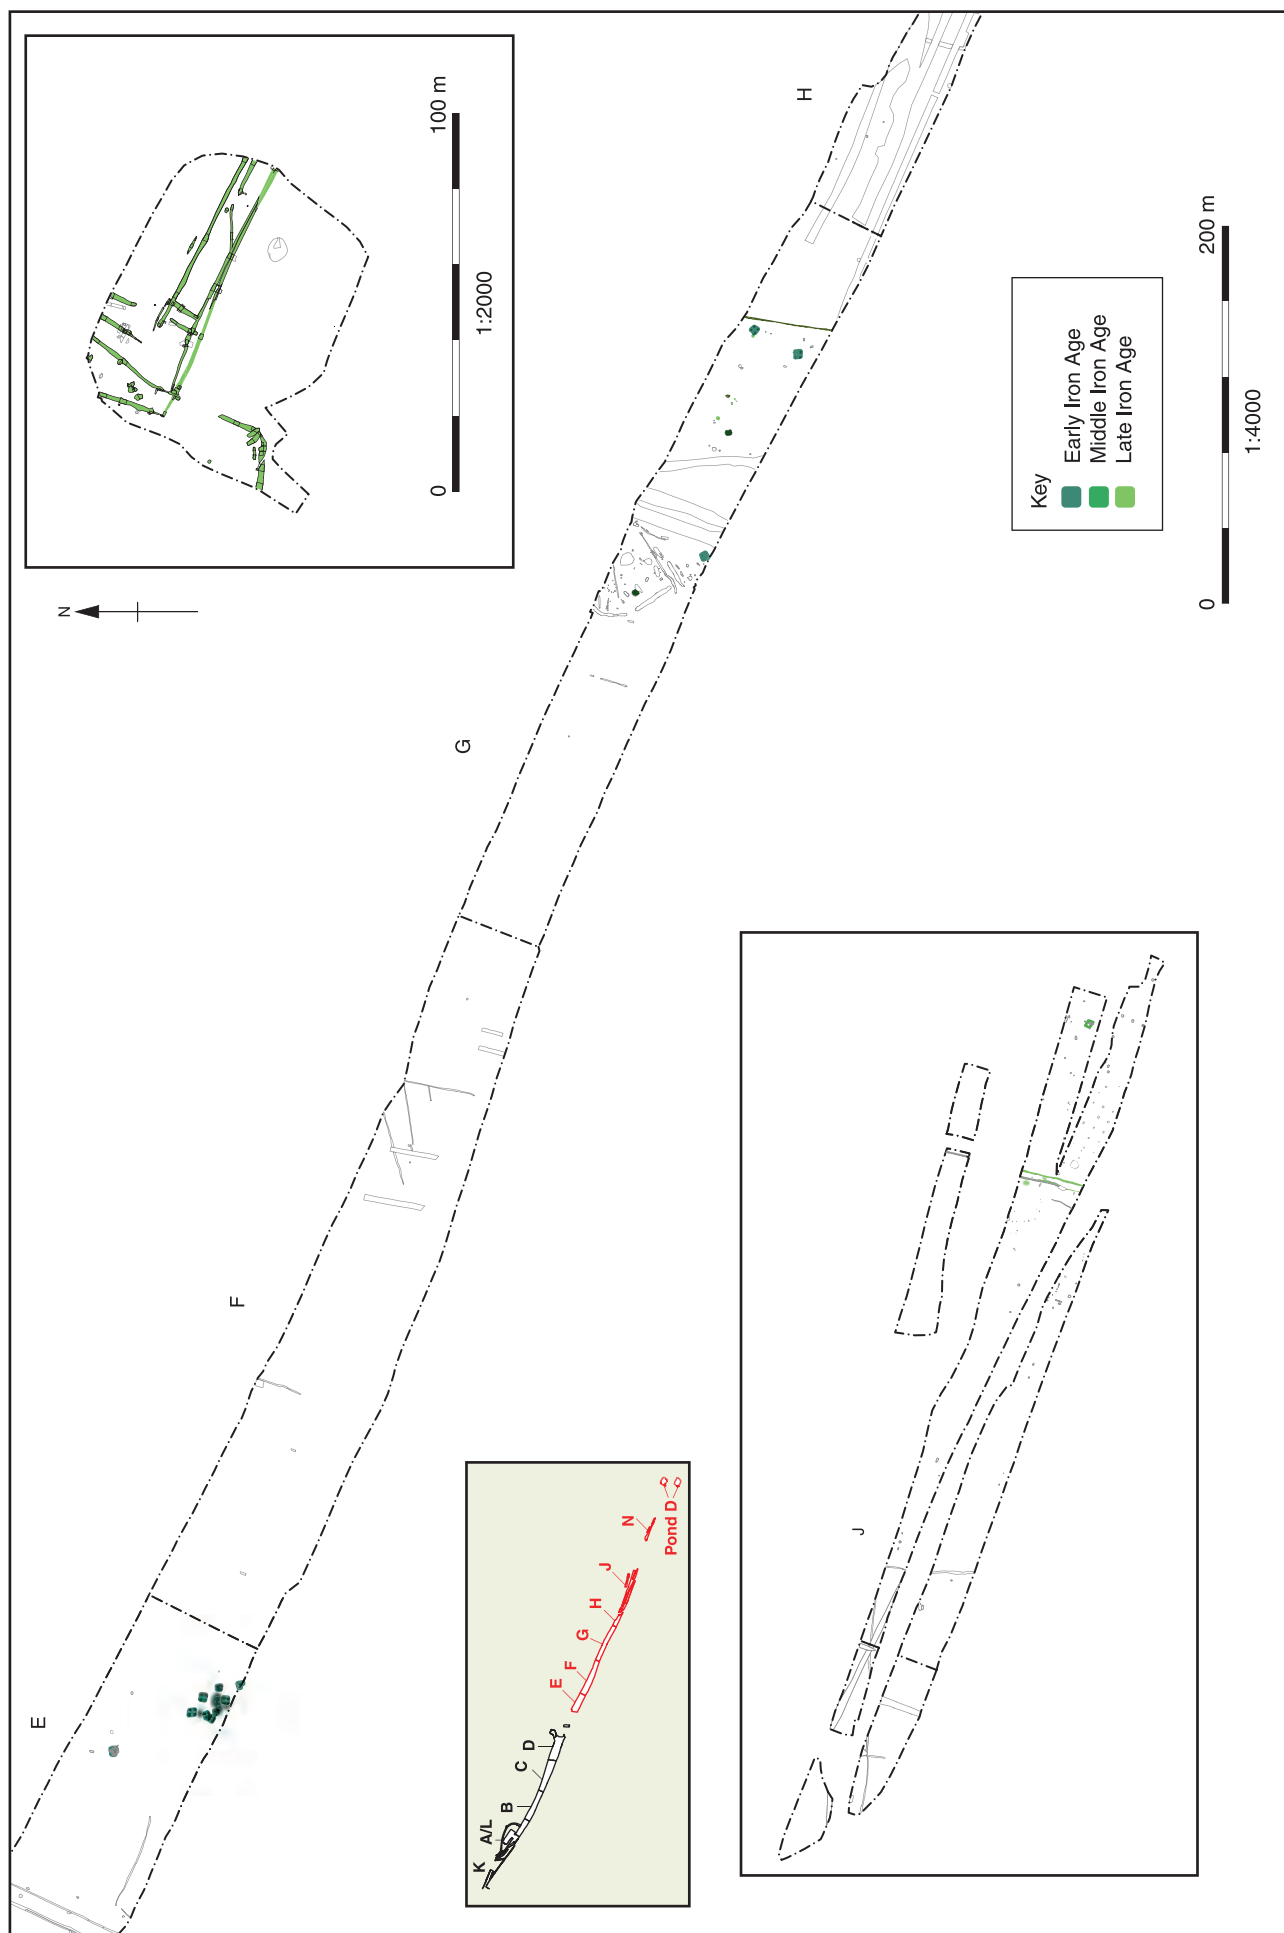 E
F
G
H
N
0
100 m
1:2000
Key
Early Iron Age
Middle Iron Age
Late Iron Age
0
200 m
1:4000
K
A/L
B
C
D
E
F
G
H
J
N
Pond D
J